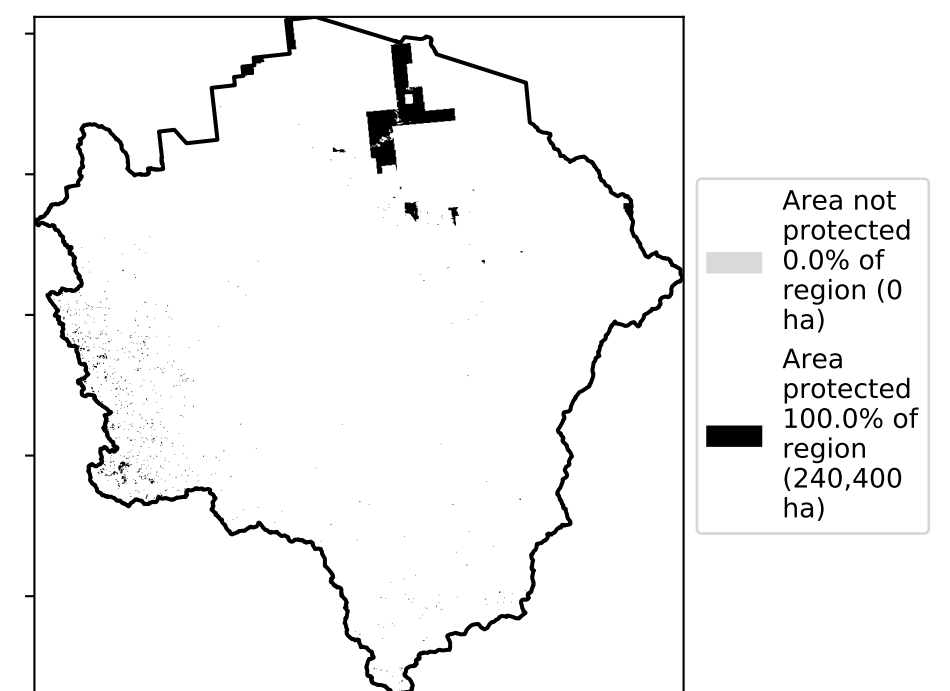 Area not
protected
0.0% of
region (0
ha)
Area
protected
100.0% of
region
(240,400
ha)